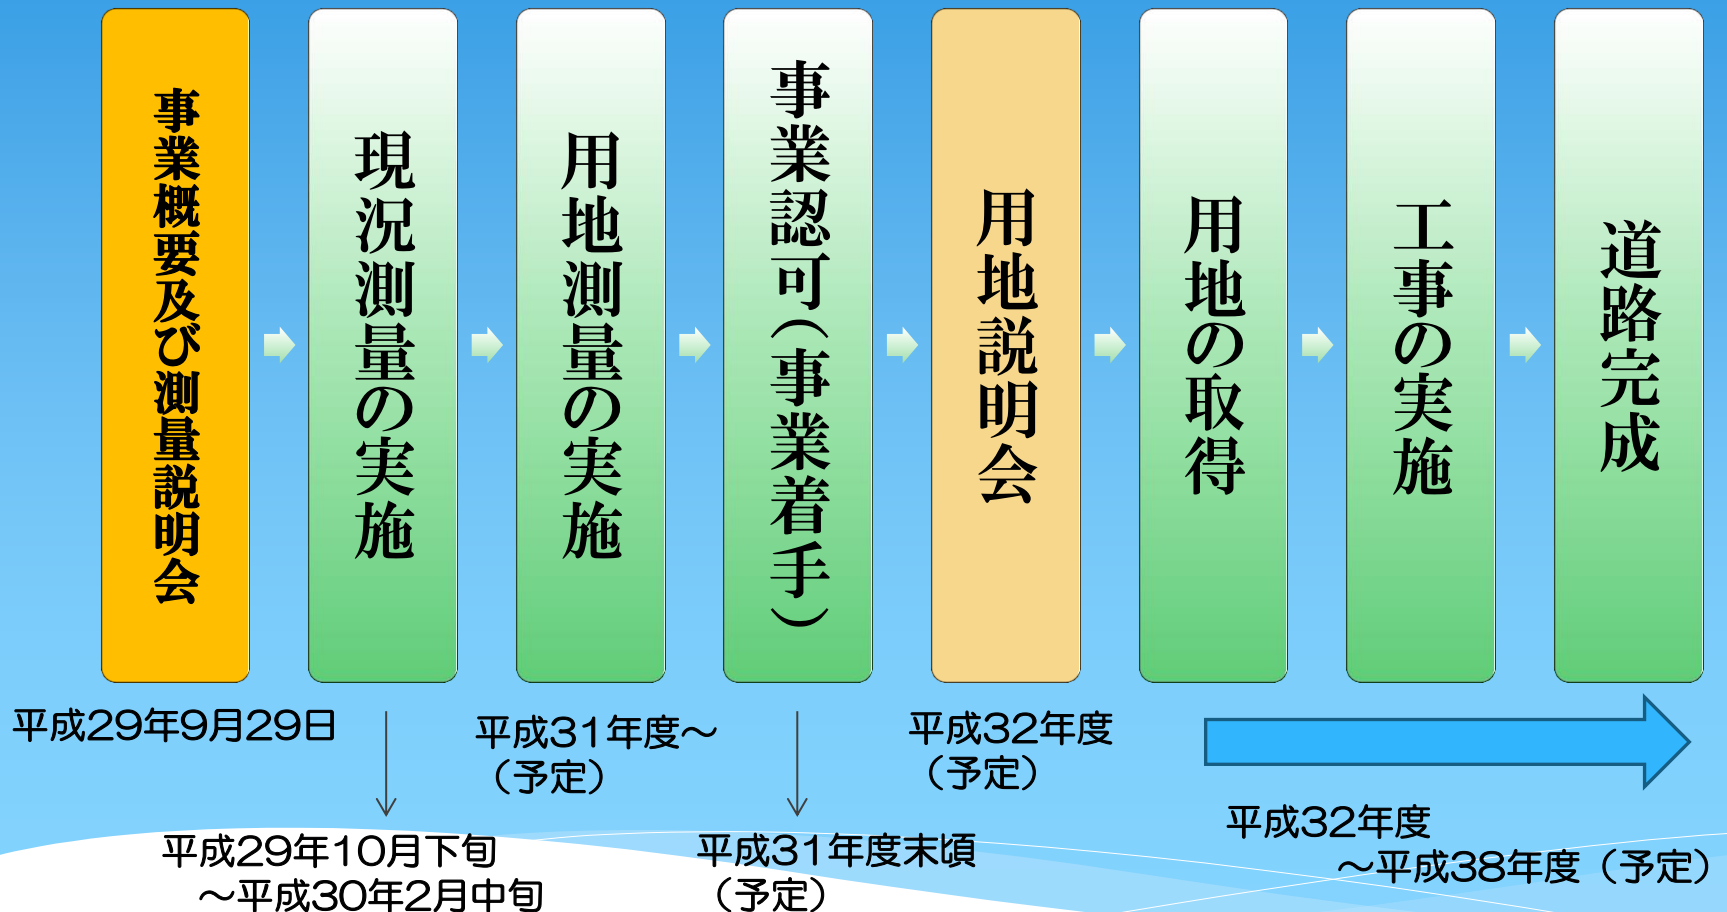 事業概要及び測量説明会
現況測量の実施
用地測量の実施
事業認可（事業着手）
用地説明会
用地の取得
工事の実施
道路完成
平成29年9月29日
平成29年10月下旬
～平成30年2月中旬
平成31年度～
（予定）
平成31年度末頃
（予定）
平成32年度
（予定）
平成32年度
～平成38年度（予定）